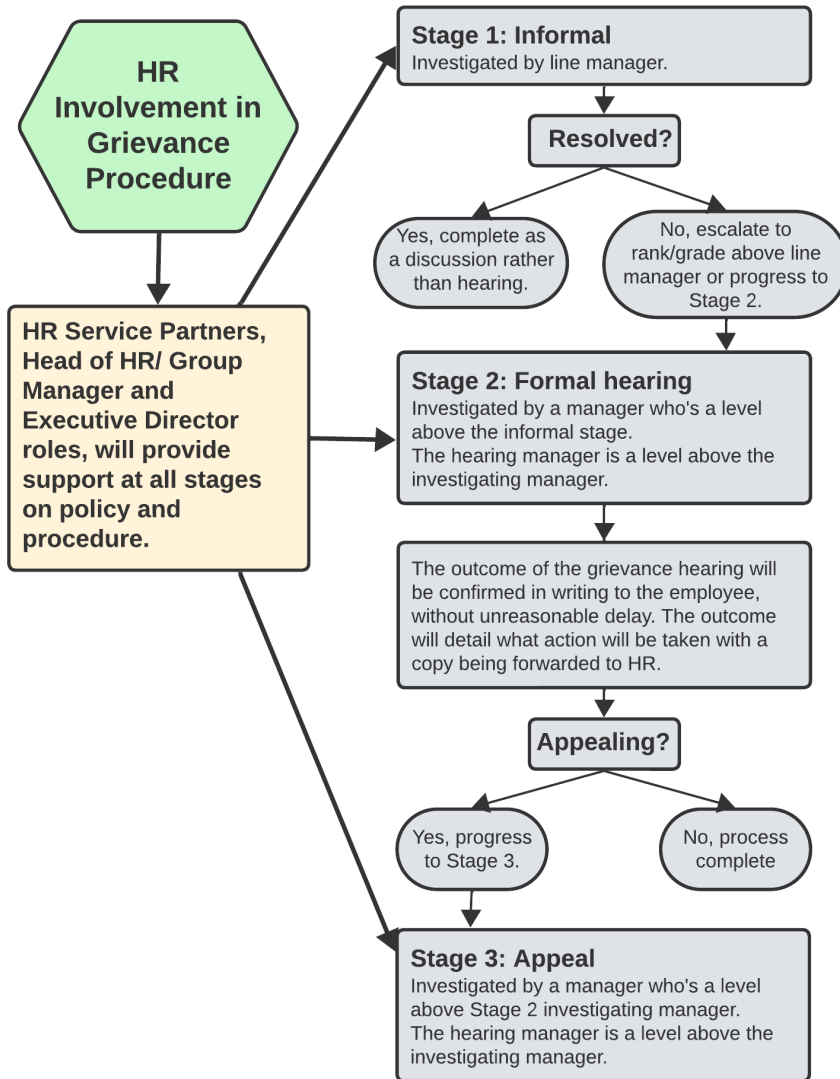 HR
Involvement in
Grievance
Procedure
HR Service Partners,
Head of HR/ Group
Manager and
Executive Director
roles, will provide
support at all stages
on policy and
procedure.
Stage 1: Informal
Investigated by line manager.
Resolved?
Yes, complete as
a discussion rather
than hearing.
No, escalate to
rank/grade above line
manager or progress to
Stage 2.
Stage 2: Formal hearing
Investigated by a manager who's a level
above the informal stage.
The hearing manager is a level above the
investigating manager.
The outcome of the grievance hearing will
be confirmed in writing to the employee,
without unreasonable delay. The outcome
will detail what action will be taken with a
copy being forwarded to HR.
Appealing?
Yes, progress
to Stage 3.
No, process
complete
Stage 3: Appeal
Investigated by a manager who's a level
above Stage 2 investigating manager.
The hearing manager is a level above the
investigating manager.